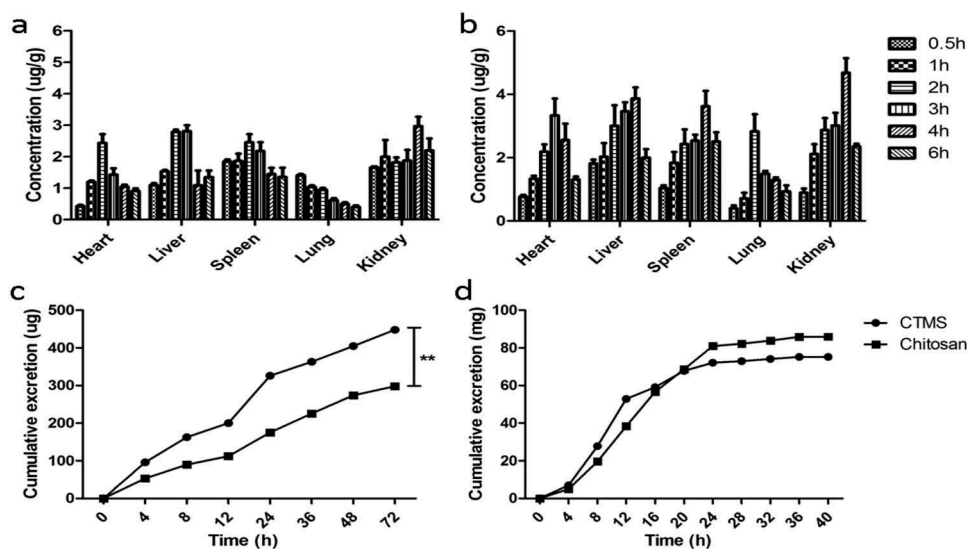 a
Concentration (ug/g)
6
5
3
2
1
0
Heart
Liver
Spleen
Lung
Kidney
b
Concentration (ug/g)
6
4
2
0
Heart
Liver
Spleen
Lung
Kidney
0.5h
1h
2h
3h
4h
6h
c
Cumulative excretion (ug)
500
400
300
200
100
0
**
0
4
8
12
24
36
48
72
Time (h)
d
Cumulative excretion (mg)
100
80
60
40
20
0
0
4
8
12
16
20
24
28
32
36
40
Time (h)
CTMS
Chitosan